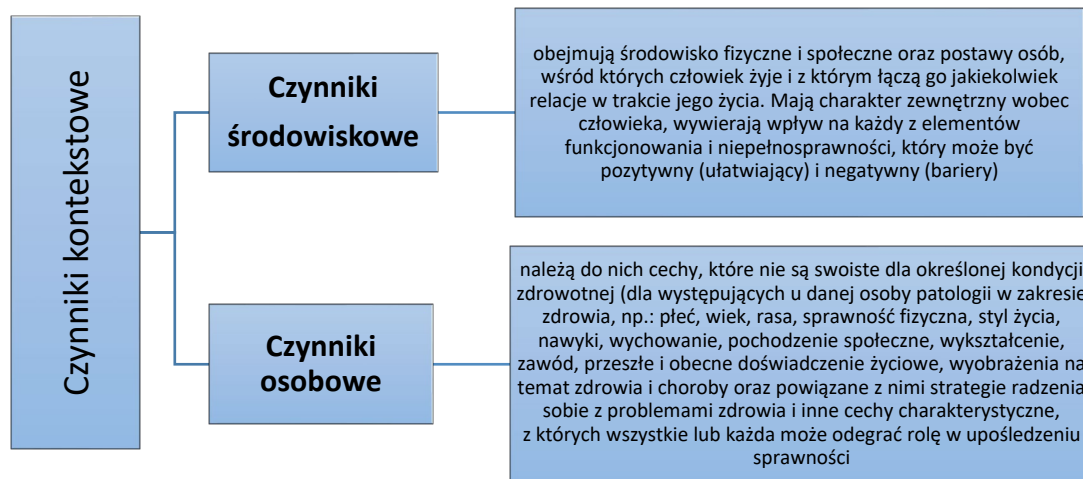 Czynniki kontekstowe
Czynniki
środowiskowe
obejmują środowisko fizyczne i społeczne oraz postawy osób,
wśród których człowiek żyje i z którym łączą go jakiekolwiek
relacje w trakcie jego życia. Mają charakter zewnętrzny wobec
człowieka, wywierają wpływ na każdy z elementów
funkcjonowania i niepełnosprawności, który może być
pozytywny (ułatwiający) i negatywny (bariery)
Czynniki
osobowe
należą do nich cechy, które nie są swoiste dla określonej kondycji
zdrowotnej (dla występujących u danej osoby patologii w zakresie
zdrowia, np.: płeć, wiek, rasa, sprawność fizyczna, styl życia,
nawyki, wychowanie, pochodzenie społeczne, wykształcenie,
zawód, przeszłe i obecne doświadczenie życiowe, wyobrażenia na
temat zdrowia i choroby oraz powiązane z nimi strategie radzenia
sobie z problemami zdrowia i inne cechy charakterystyczne,
z których wszystkie lub każda może odegrać rolę w upośledzeniu
sprawności